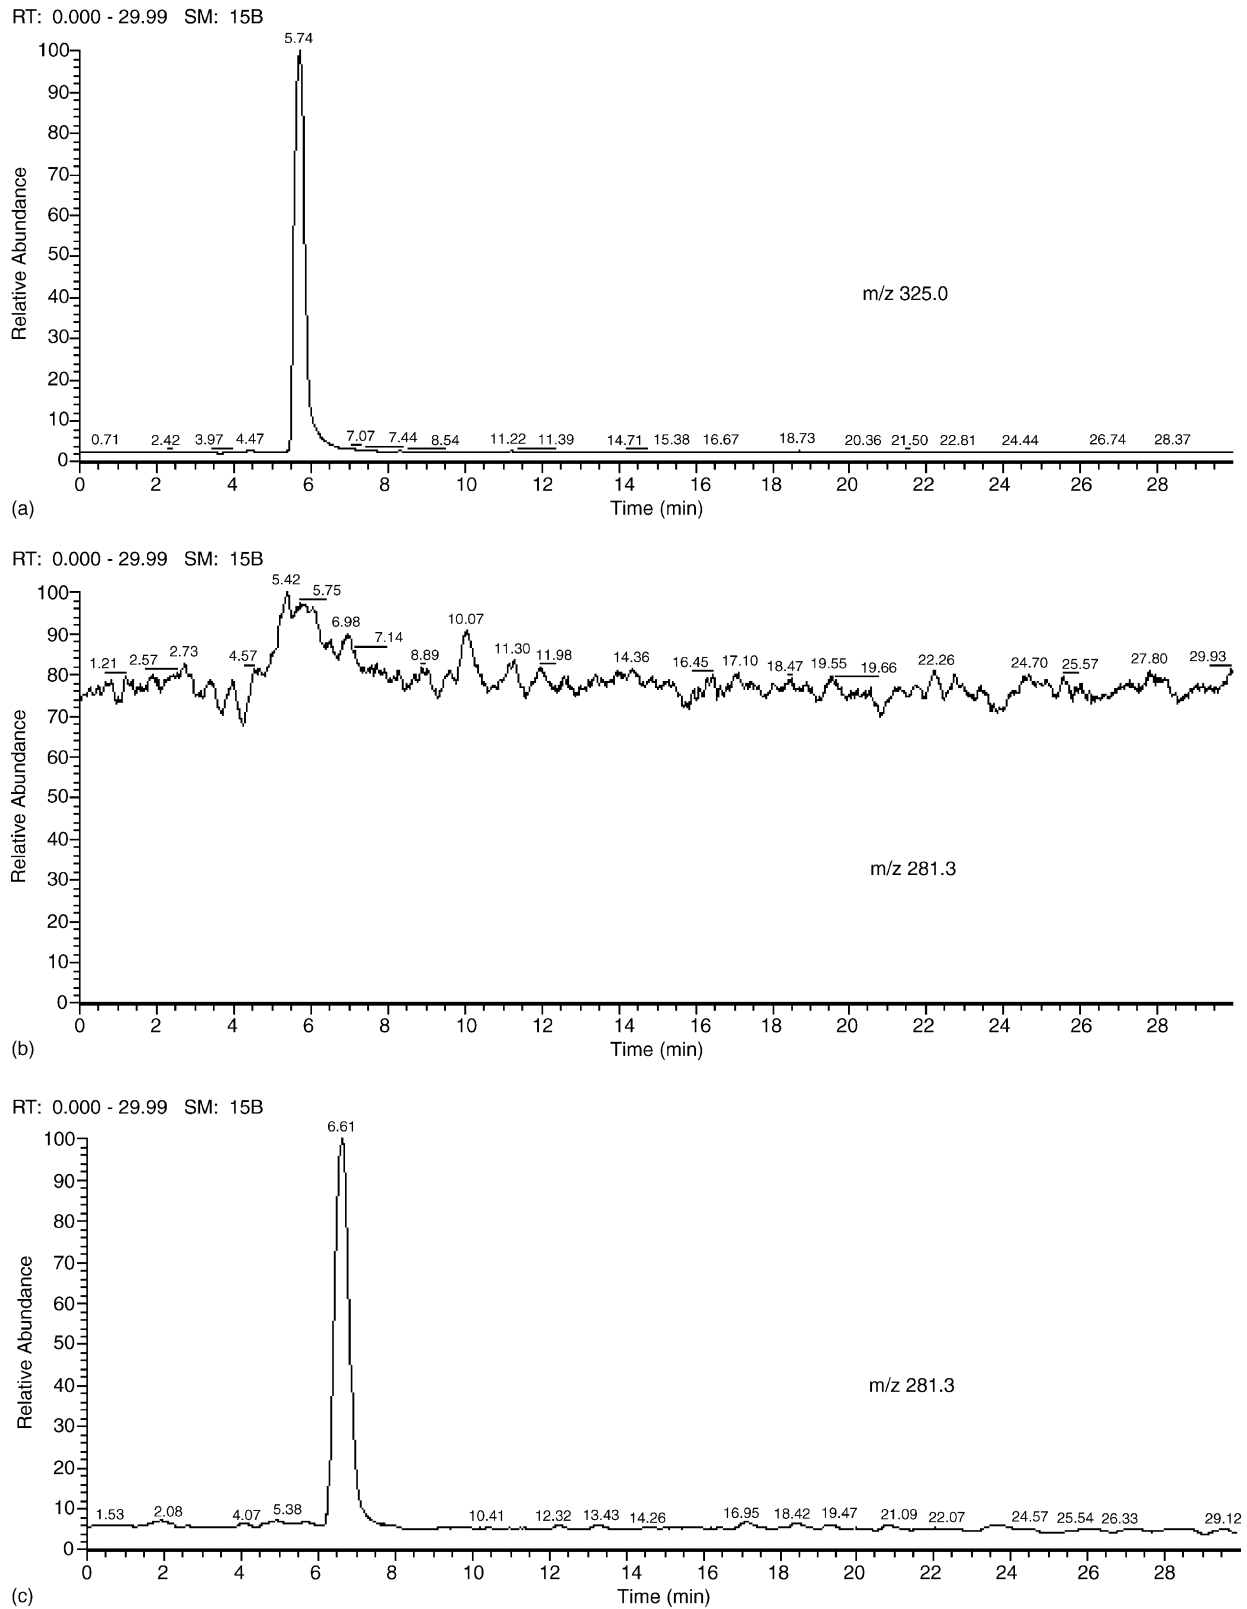 RT: 0.000 - 29.99 SM: 15B
5.74
100
90
80
70
60
50
40
30
20
10
0
Relative Abundance
m/z 325.0
0.71 2.42 3.97 4.47 7.07 7.44 8.54 11.22 11.39 14.71 15.38 16.67 18.73 20.36 21.50 22.81 24.44 26.74 28.37
0 2 4 6 8 10 12 14 16 18 20 22 24 26 28
Time (min)
(a)
RT: 0.000 - 29.99 SM: 15B
5.42
5.75
6.98
7.14
10.07
1.21 2.57 2.73 4.57 8.89 11.30 11.98 14.36 16.45 17.10 18.47 19.55 19.66 22.26 24.70 25.57 27.80 29.93
100
90
80
70
60
50
40
30
20
10
0
Relative Abundance
m/z 281.3
0 2 4 6 8 10 12 14 16 18 20 22 24 26 28
Time (min)
(b)
RT: 0.000 - 29.99 SM: 15B
6.61
100
90
80
70
60
50
40
30
20
10
0
Relative Abundance
m/z 281.3
1.53 2.08 4.07 5.38 10.41 12.32 13.43 14.26 16.95 18.42 19.47 21.09 22.07 24.57 25.54 26.33 29.12
0 2 4 6 8 10 12 14 16 18 20 22 24 26 28
Time (min)
(c)